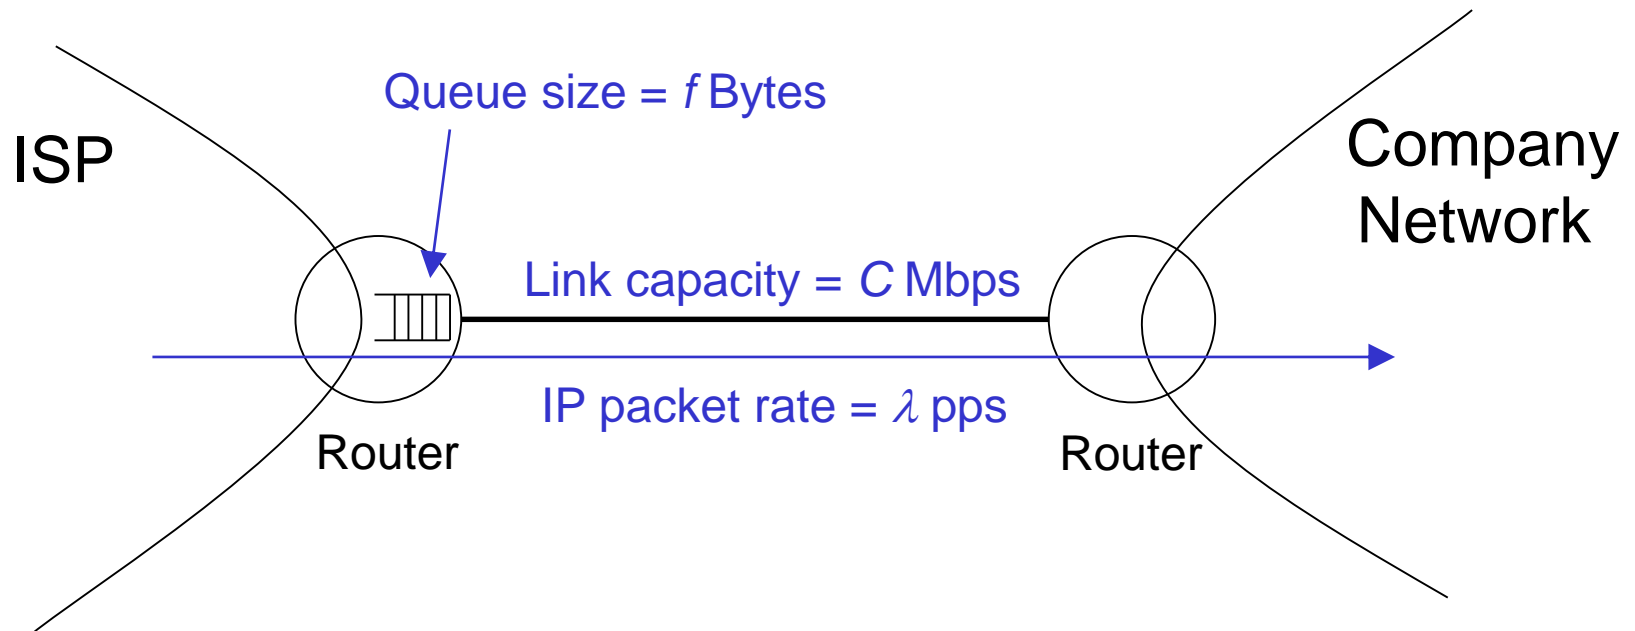 Queue size = f Bytes
ISP
Company
Network
Link capacity = C Mbps
IP packet rate = λ pps
Router
Router